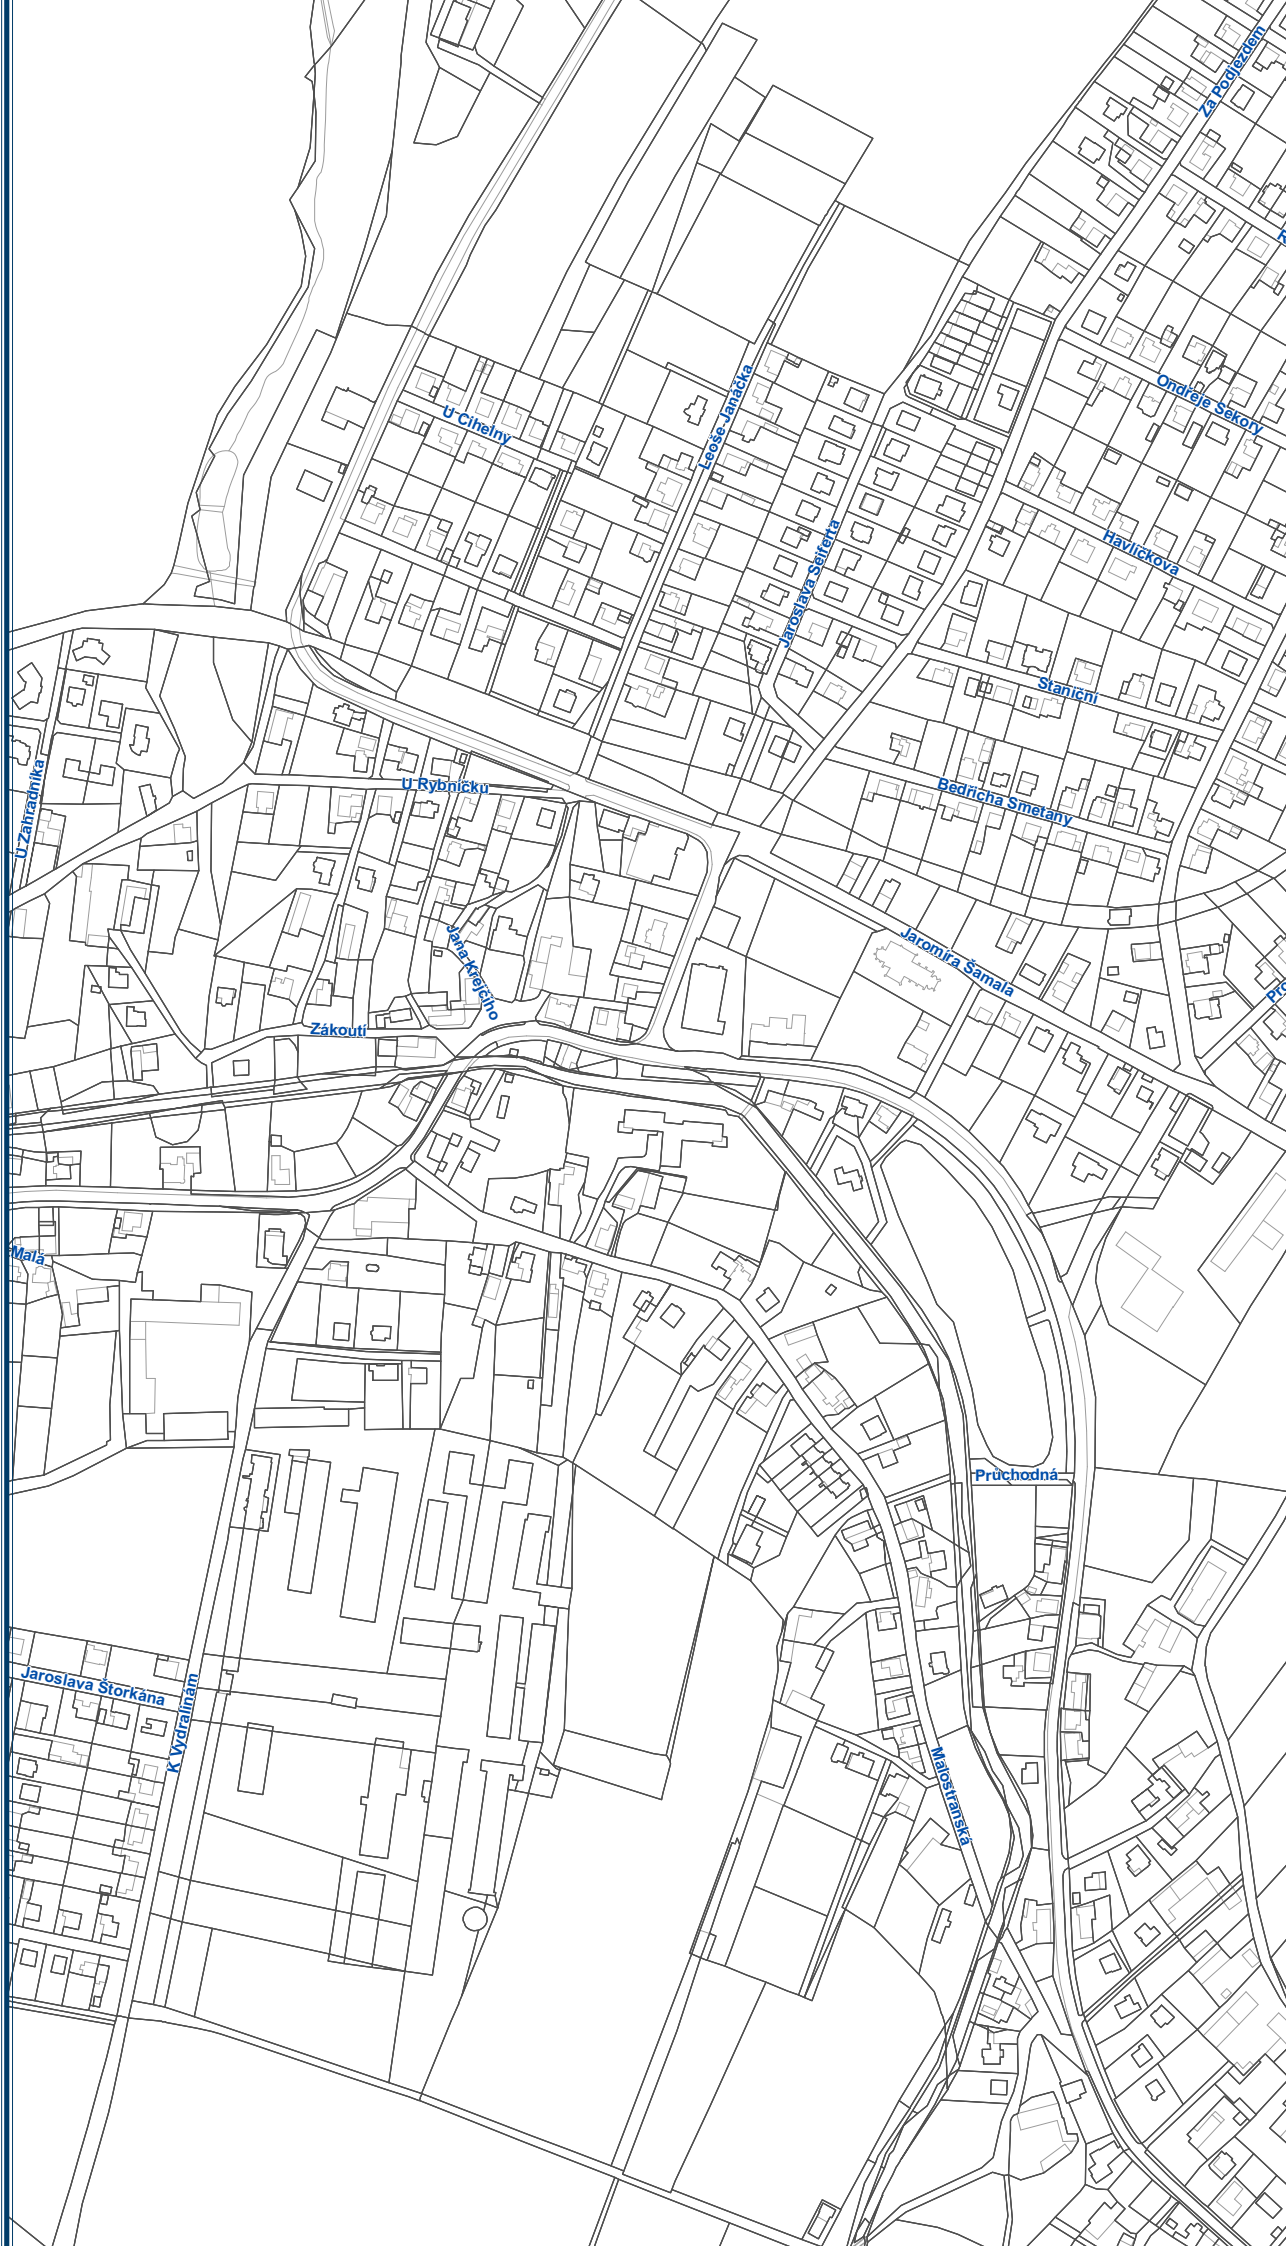 Za Podjezdem
Ondřeje Sekory
Leoše Janáčka
U Cihelny
Jaroslava Seiferta
Havlíčkova
Staniční
U Zahradníka
U Rybníčku
Bedřicha Smetany
Jana Krejčího
Jaromíra Šamala
Zákoutí
Malá
Průchodná
Jaroslava Štorkána
K Vydralinám
Malostranská